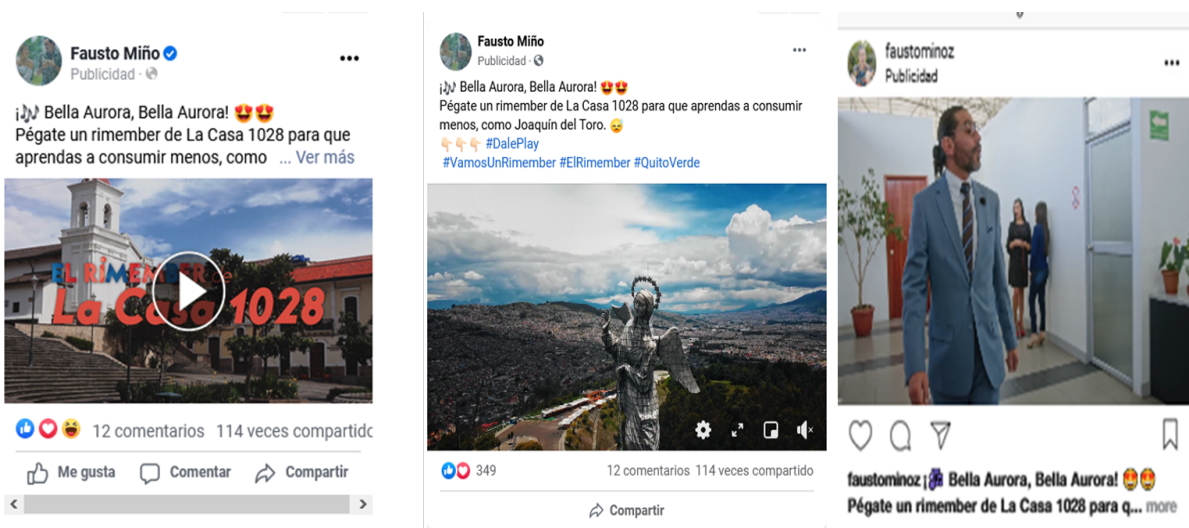 Fausto Miño
Publicidad ·
¡🎶 Bella Aurora, Bella Aurora! 😍😍
Pégate un rimember de La Casa 1028 para que
aprendas a consumir menos, como ... Ver más
EL RIMEMBER de
La Casa 1028
12 comentarios 114 veces compartido
Me gusta Comentar Compartir
Fausto Miño
Publicidad ·
¡🎶 Bella Aurora, Bella Aurora! 😍😍
Pégate un rimember de La Casa 1028 para que aprendas a consumir
menos, como Joaquín del Toro. 😴
👇🏻👇🏻👇🏻 #DalePlay
#VamosUnRimember #ElRimember #QuitoVerde
349 12 comentarios 114 veces compartido
Compartir
faustominoz
Publicidad
faustominoz ¡🎶 Bella Aurora, Bella Aurora! 😍😍
Pégate un rimember de La Casa 1028 para q... more